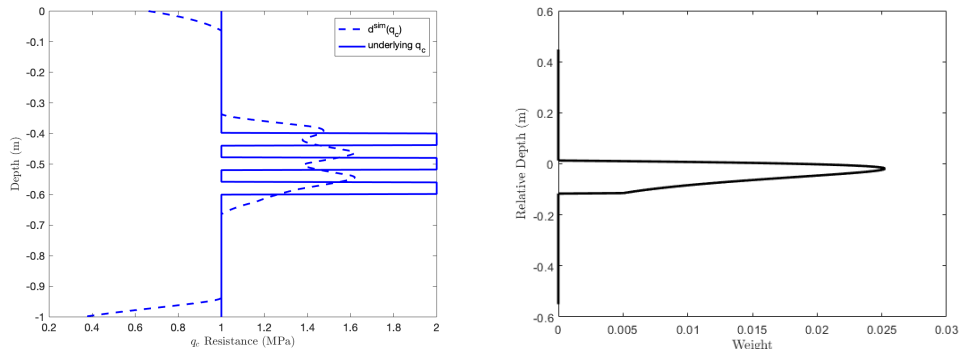 -0
-0.1
-0.2
-0.3
-0.4
-0.5
-0.6
-0.7
-0.8
-0.9
-1
Depth (m)
0.2 0.4 0.6 0.8 1 1.2 1.4 1.6 1.8 2
q_c Resistance (MPa)
d^sim(q_c)
underlying q_c
0.6
0.4
0.2
0
-0.2
-0.4
-0.6
Relative Depth (m)
0 0.005 0.01 0.015 0.02 0.025 0.03
Weight